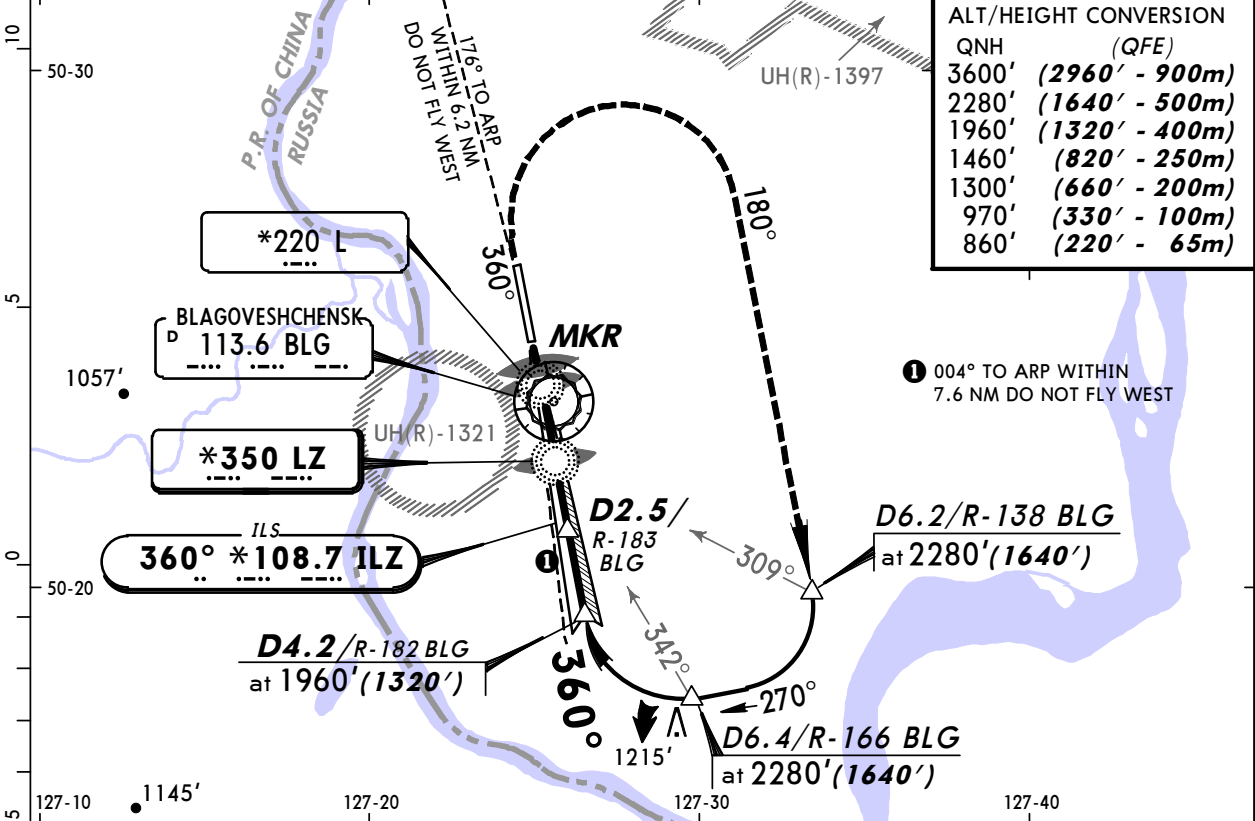 ALT/HEIGHT CONVERSION
QNH (QFE)
3600' (2960' - 900m)
2280' (1640' - 500m)
1960' (1320' - 400m)
1460' (820' - 250m)
1300' (660' - 200m)
970' (330' - 100m)
860' (220' - 65m)
10
50-30
P.R. OF CHINA
RUSSIA
176° TO ARP
WITHIN 6.2 NM
DO NOT FLY WEST
UH(R)-1397
180°
*220 L
360°
5
BLAGOVESHCHENSK
D 113.6 BLG
MKR
1057'
1 004° TO ARP WITHIN
7.6 NM DO NOT FLY WEST
UH(R)-1321
*350 LZ
D2.5/
R-183
BLG
ILS
360° *108.7 ILZ
1
309°
D6.2/R-138 BLG
at 2280'(1640')
0
50-20
342°
D4.2/R-182 BLG
at 1960'(1320')
360°
270°
1215'
D6.4/R-166 BLG
at 2280'(1640')
1145'
5
127-10
127-20
127-30
127-40